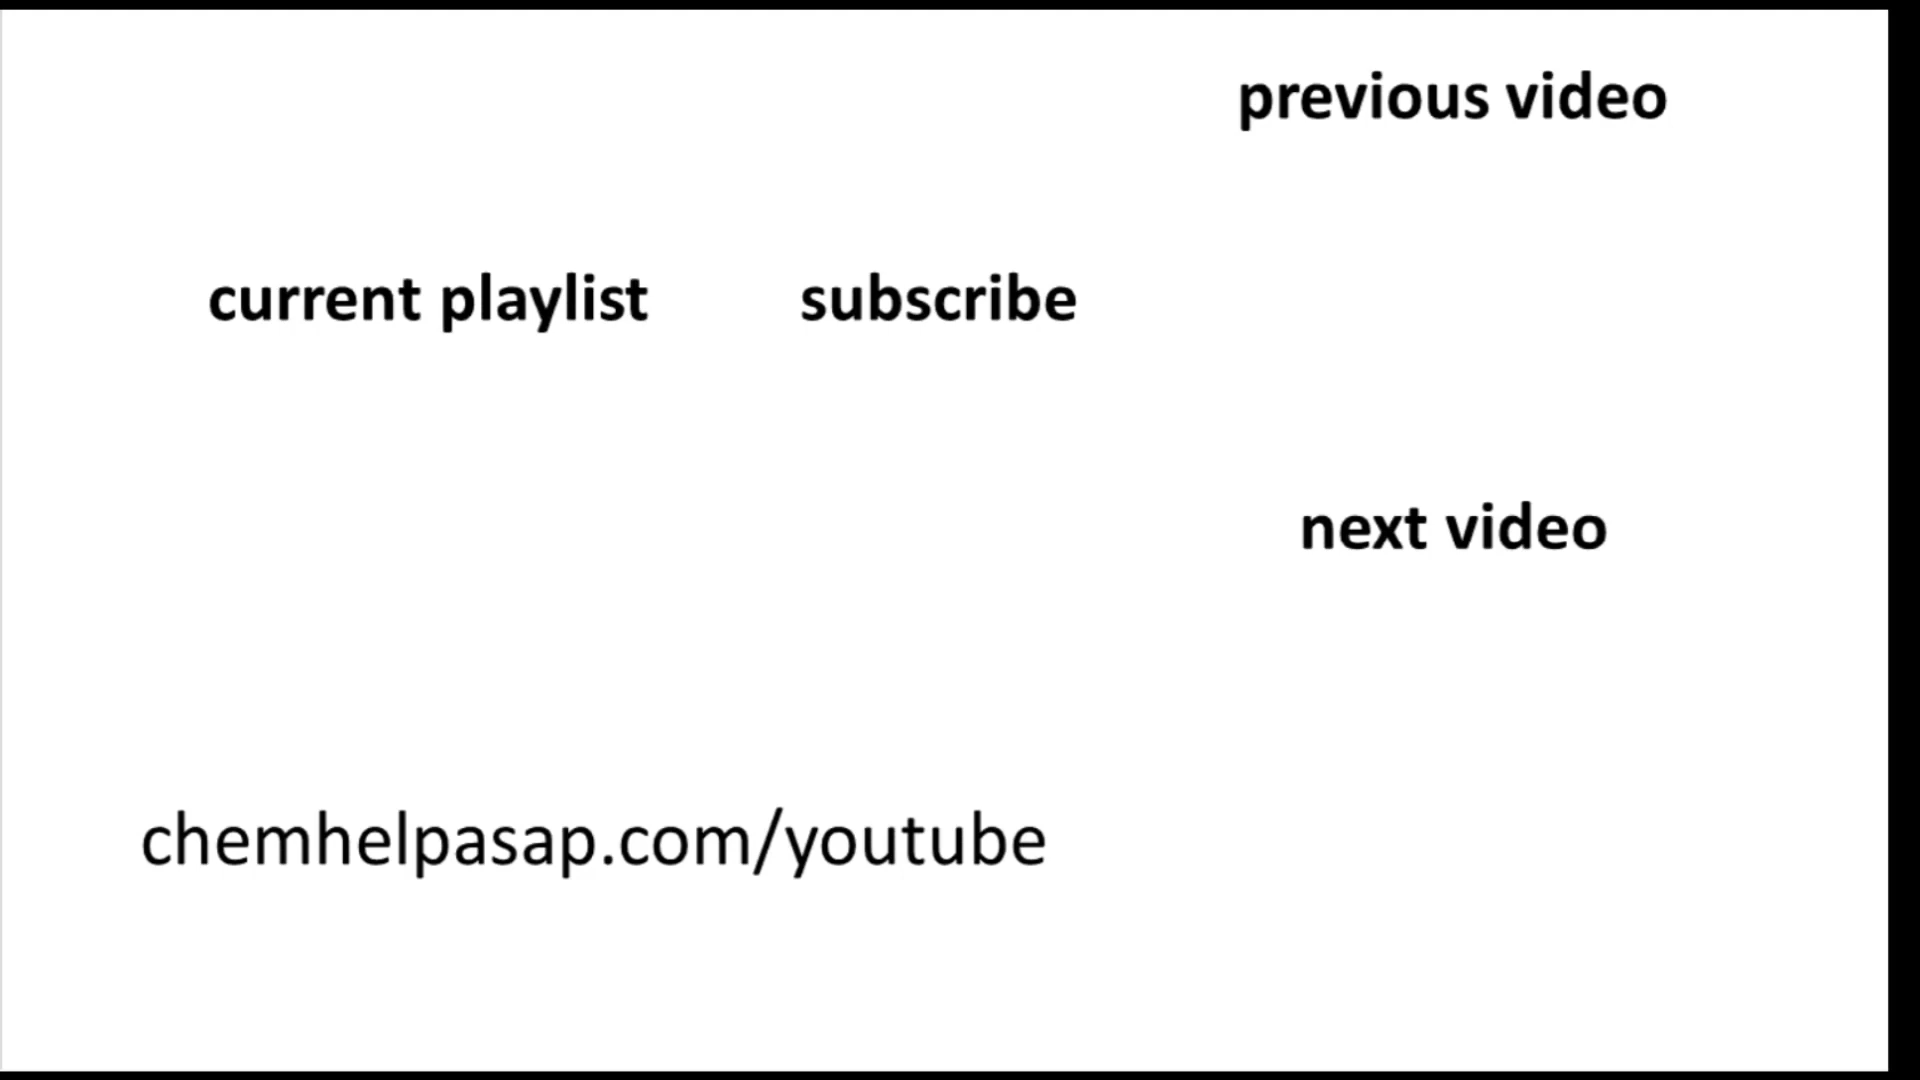 previous video
current playlist
subscribe
next video
chemhelpasap.com/youtube